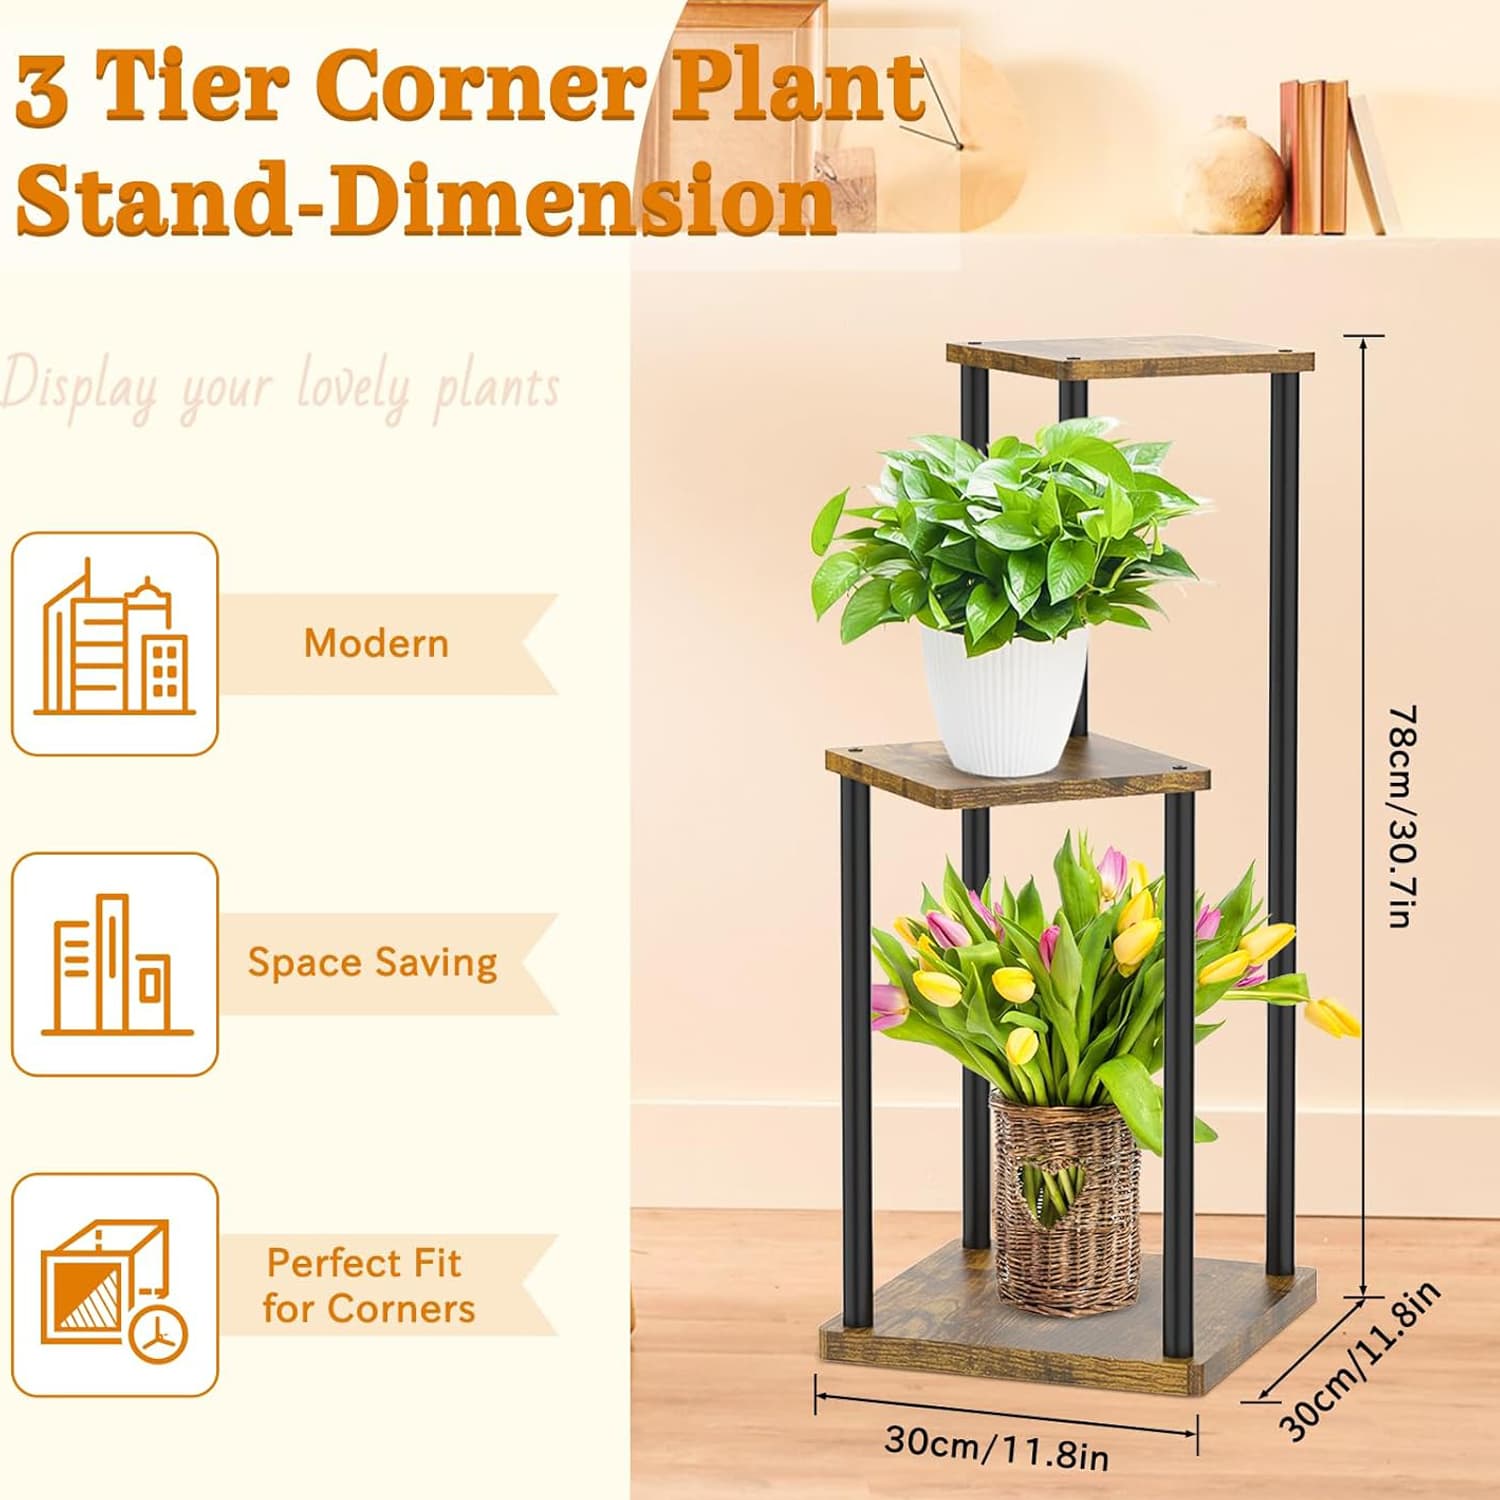 3 Tier Corner Plant
Stand-Dimension
Display your lovely plants
Modern
Space Saving
Perfect Fit
for Corners
78cm/30.7in
30cm/11.8in
30cm/11.8in